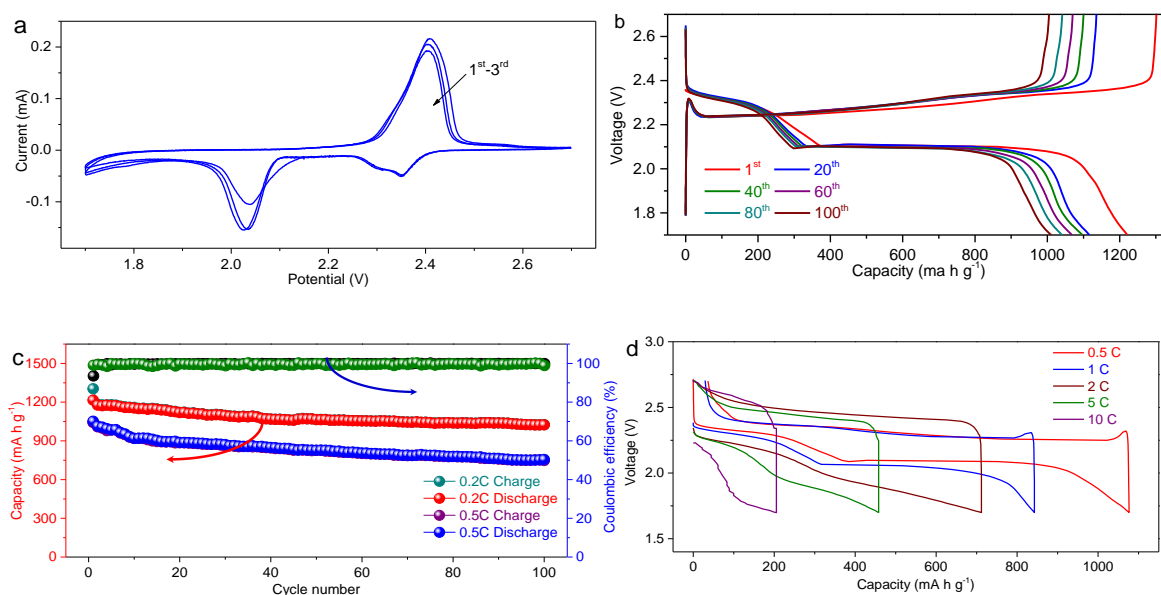 a
0.2
0.1
0.0
-0.1
Current (mA)
1st-3rd
1.8
2.0
2.2
2.4
2.6
Potential (V)
b
2.6
2.4
2.2
2.0
1.8
Voltage (V)
1st
20th
40th
60th
80th
100th
0
200
400
600
800
1000
1200
Capacity (ma h g-1)
c
1500
1200
900
600
300
0
Capacity (mA h g-1)
100
80
60
40
20
0
Coulombic efficiency (%)
0.2C Charge
0.2C Discharge
0.5C Charge
0.5C Discharge
0
20
40
60
80
100
Cycle number
d
3.0
2.5
2.0
1.5
Voltage (V)
0.5 C
1 C
2 C
5 C
10 C
0
200
400
600
800
1000
Capacity (mA h g-1)